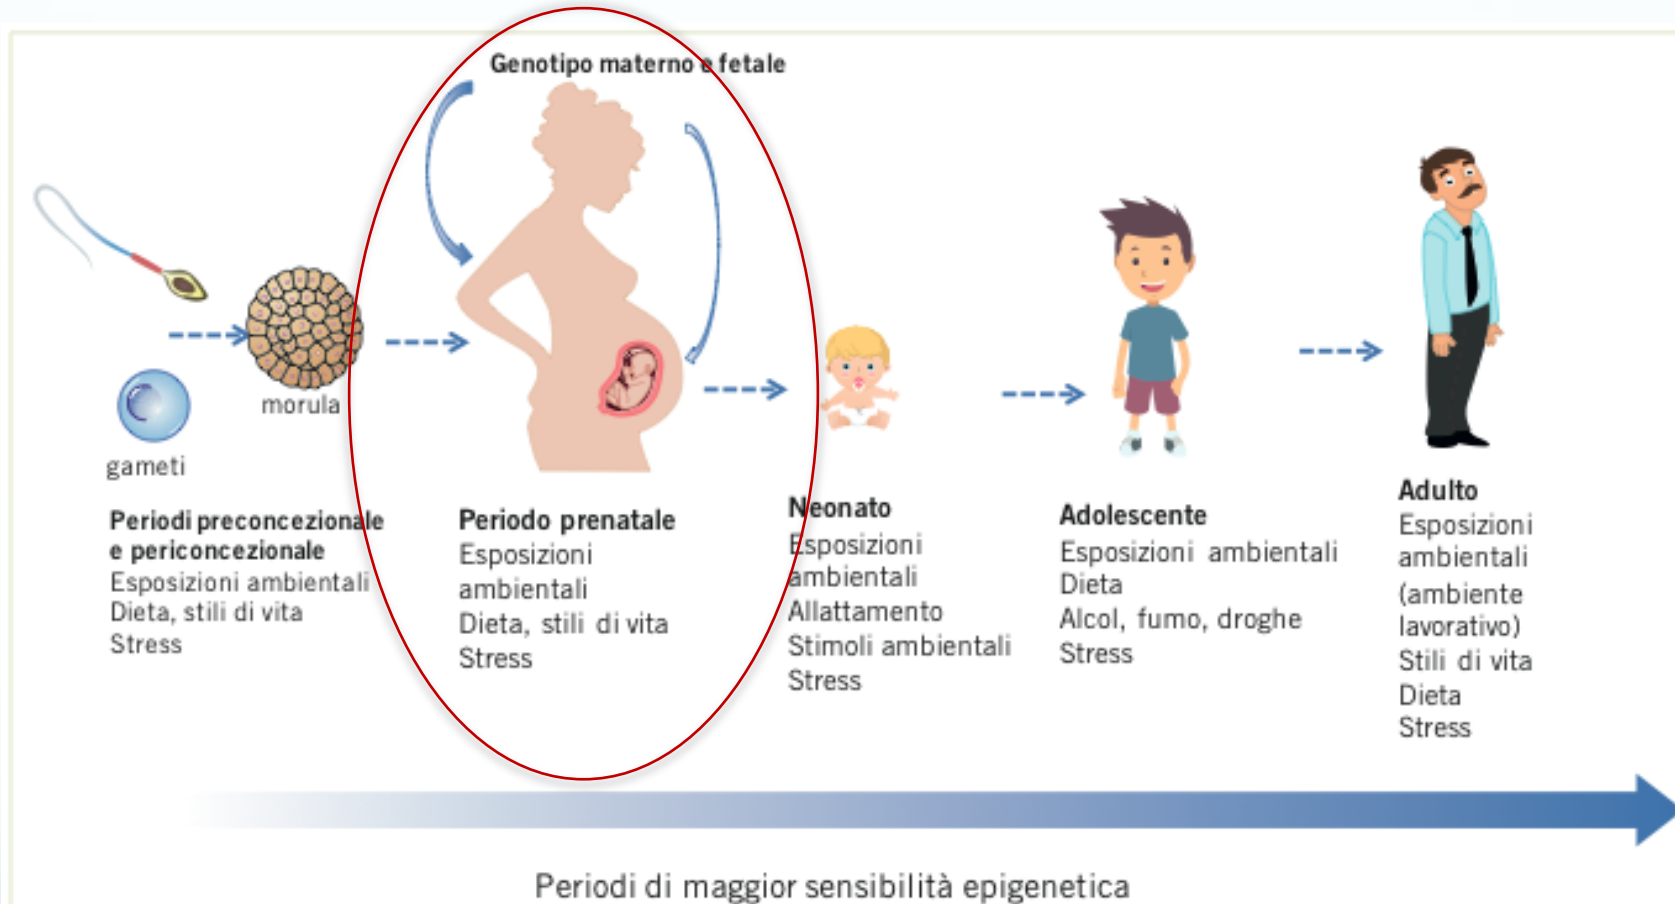 Genotipo materno e fetale
morula
gameti
Periodi preconcezionale
e periconcezionale
Esposizioni ambientali
Dieta, stili di vita
Stress
Periodo prenatale
Esposizioni
ambientali
Dieta, stili di vita
Stress
Neonato
Esposizioni
ambientali
Allattamento
Stimoli ambientali
Stress
Adolescente
Esposizioni ambientali
Dieta
Alcol, fumo, droghe
Stress
Adulto
Esposizioni
ambientali
(ambiente
lavorativo)
Stili di vita
Dieta
Stress
Periodi di maggior sensibilità epigenetica